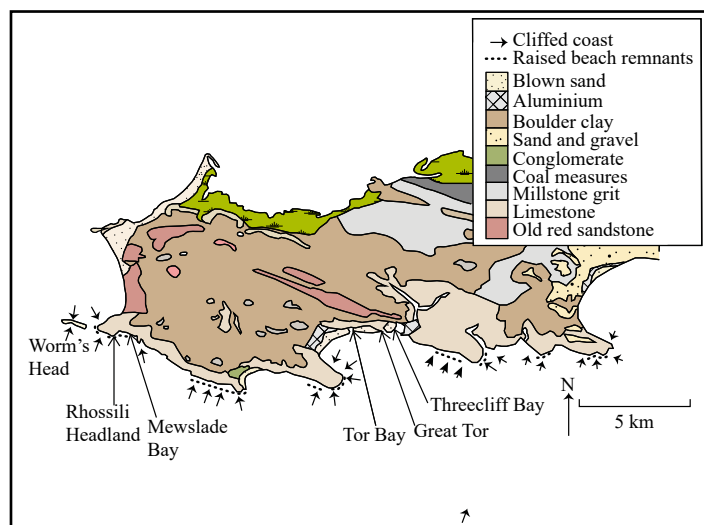 Cliffed coast
Raised beach remnants
Blown sand
Aluminium
Boulder clay
Sand and gravel
Conglomerate
Coal measures
Millstone grit
Limestone
Old red sandstone
Worm's
Head
Rhossili
Headland
Mewslade
Bay
Tor Bay
Great Tor
Threecliff Bay
N
5 km